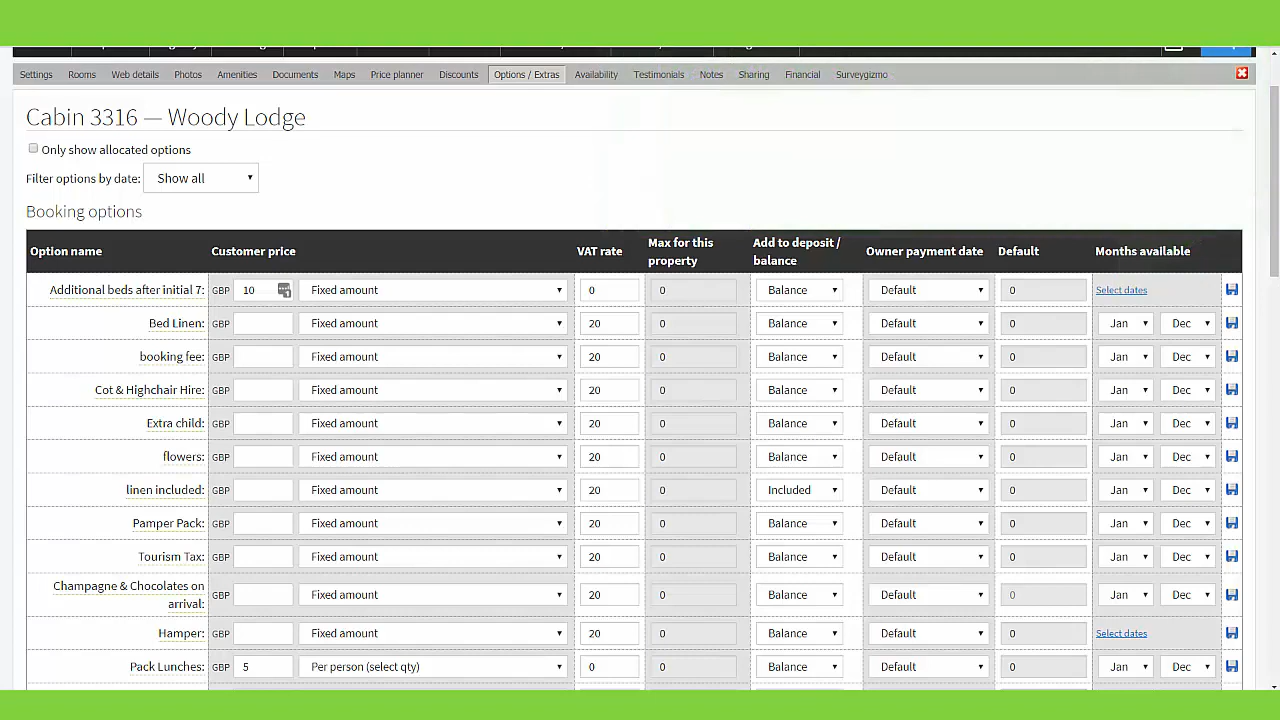 Settings Rooms Web details Photos Amenities Documents Maps Price planner Discounts Options / Extras Availability Testimonials Notes Sharing Financial Surveygizmo
Cabin 3316 — Woody Lodge
Only show allocated options
Filter options by date: Show all
Booking options
Option name Customer price VAT rate Max for this property Add to deposit / balance Owner payment date Default Months available
Additional beds after initial 7: GBP 10 Fixed amount 0 0 Balance Default 0 Select dates
Bed Linen: GBP Fixed amount 20 0 Balance Default 0 Jan Dec
booking fee: GBP Fixed amount 20 0 Balance Default 0 Jan Dec
Cot & Highchair Hire: GBP Fixed amount 20 0 Balance Default 0 Jan Dec
Extra child: GBP Fixed amount 20 0 Balance Default 0 Jan Dec
flowers: GBP Fixed amount 20 0 Balance Default 0 Jan Dec
linen included: GBP Fixed amount 20 0 Included Default 0 Jan Dec
Pamper Pack: GBP Fixed amount 20 0 Balance Default 0 Jan Dec
Tourism Tax: GBP Fixed amount 20 0 Balance Default 0 Jan Dec
Champagne & Chocolates on arrival: GBP Fixed amount 20 0 Balance Default 0 Jan Dec
Hamper: GBP Fixed amount 20 0 Balance Default 0 Select dates
Pack Lunches: GBP 5 Per person (select qty) 0 0 Balance Default 0 Jan Dec